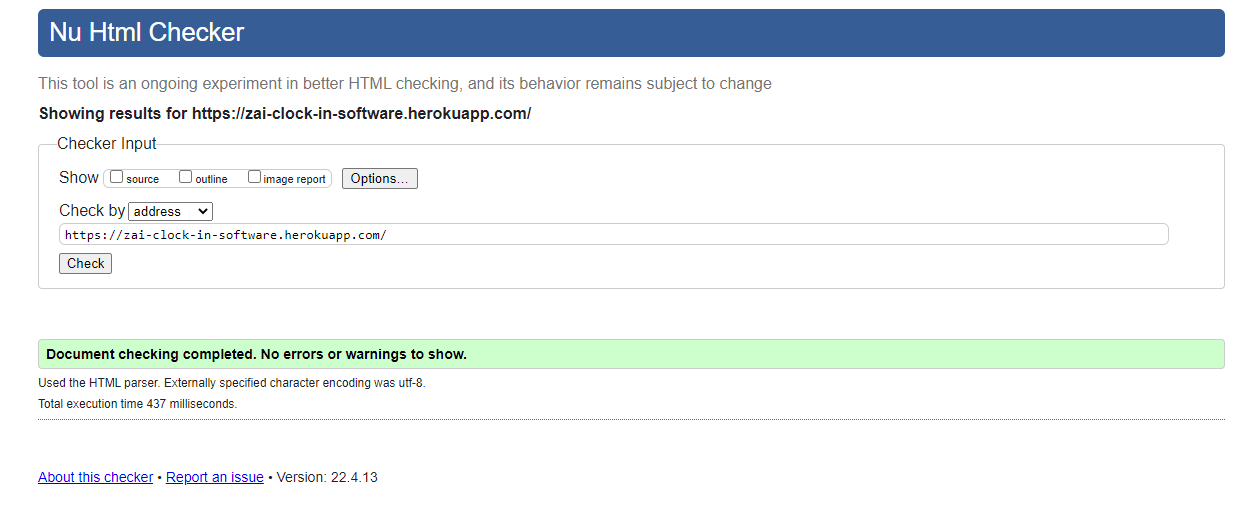 Nu Html Checker
This tool is an ongoing experiment in better HTML checking, and its behavior remains subject to change
Showing results for https://zai-clock-in-software.herokuapp.com/
Checker Input
Show source outline image report Options...
Check by address
https://zai-clock-in-software.herokuapp.com/
Check
Document checking completed. No errors or warnings to show.
Used the HTML parser. Externally specified character encoding was utf-8.
Total execution time 437 milliseconds.
About this checker • Report an issue • Version: 22.4.13